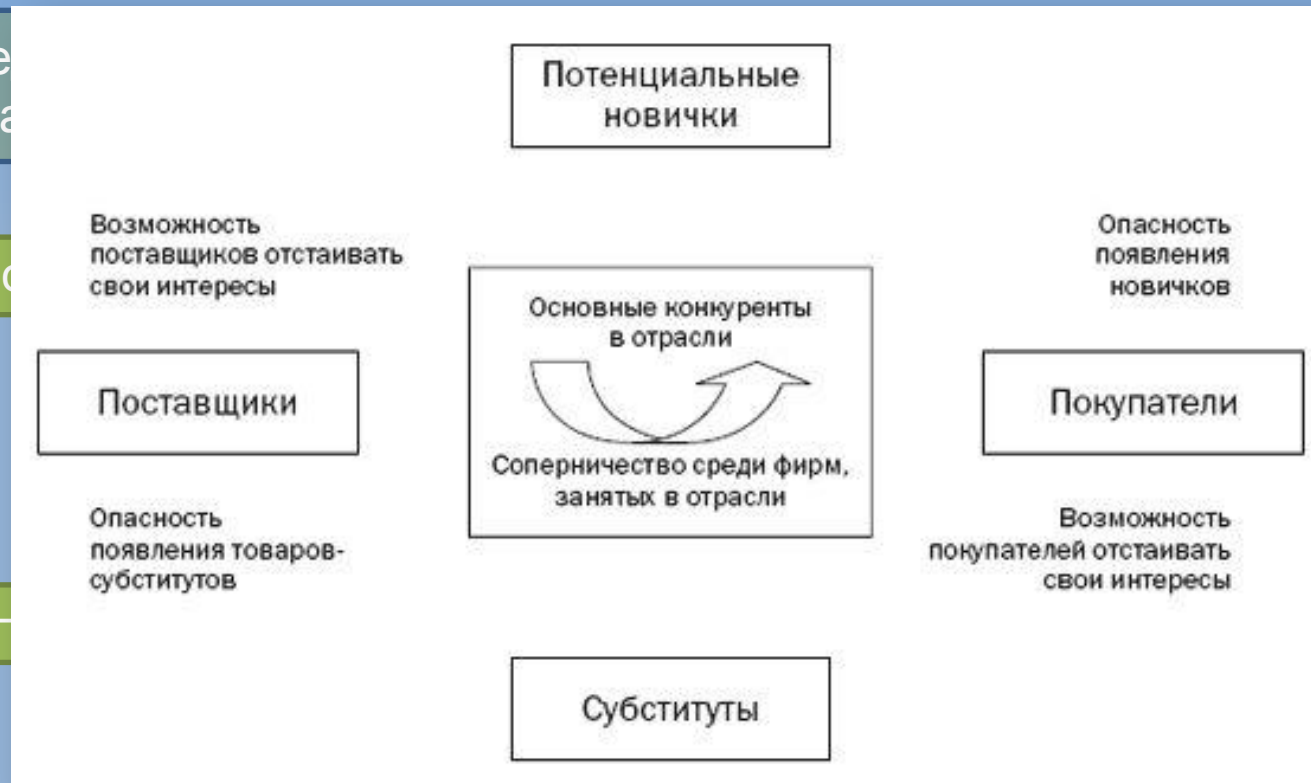 Потенциальные
новички
Возможность
поставщиков отстаивать
свои интересы
Опасность
появления
новичков
Основные конкуренты
в отрасли
Поставщики
Покупатели
Соперничество среди фирм,
занятых в отрасли
Опасность
появления товаров-
субститутов
Возможность
покупателей отстаивать
свои интересы
Субституты